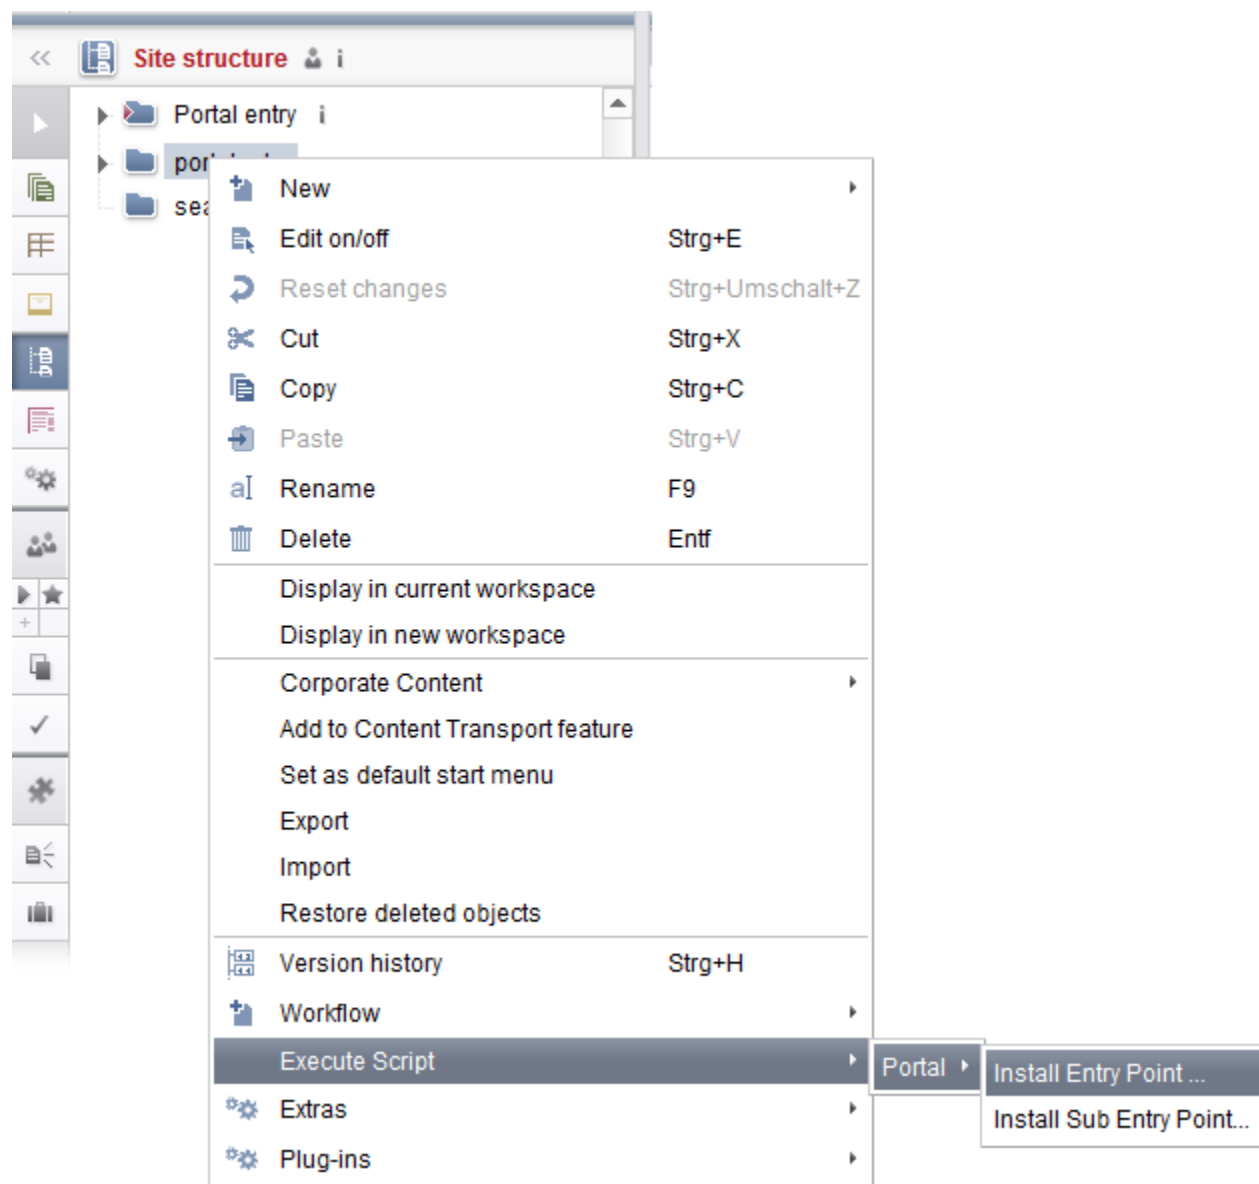 Site structure
Portal entry
New
Edit on/off Strg+E
Reset changes Strg+Umschalt+Z
Cut Strg+X
Copy Strg+C
Paste Strg+V
Rename F9
Delete Entf
Display in current workspace
Display in new workspace
Corporate Content
Add to Content Transport feature
Set as default start menu
Export
Import
Restore deleted objects
Version history Strg+H
Workflow
Execute Script
Portal
Install Entry Point ...
Install Sub Entry Point...
Extras
Plug-ins